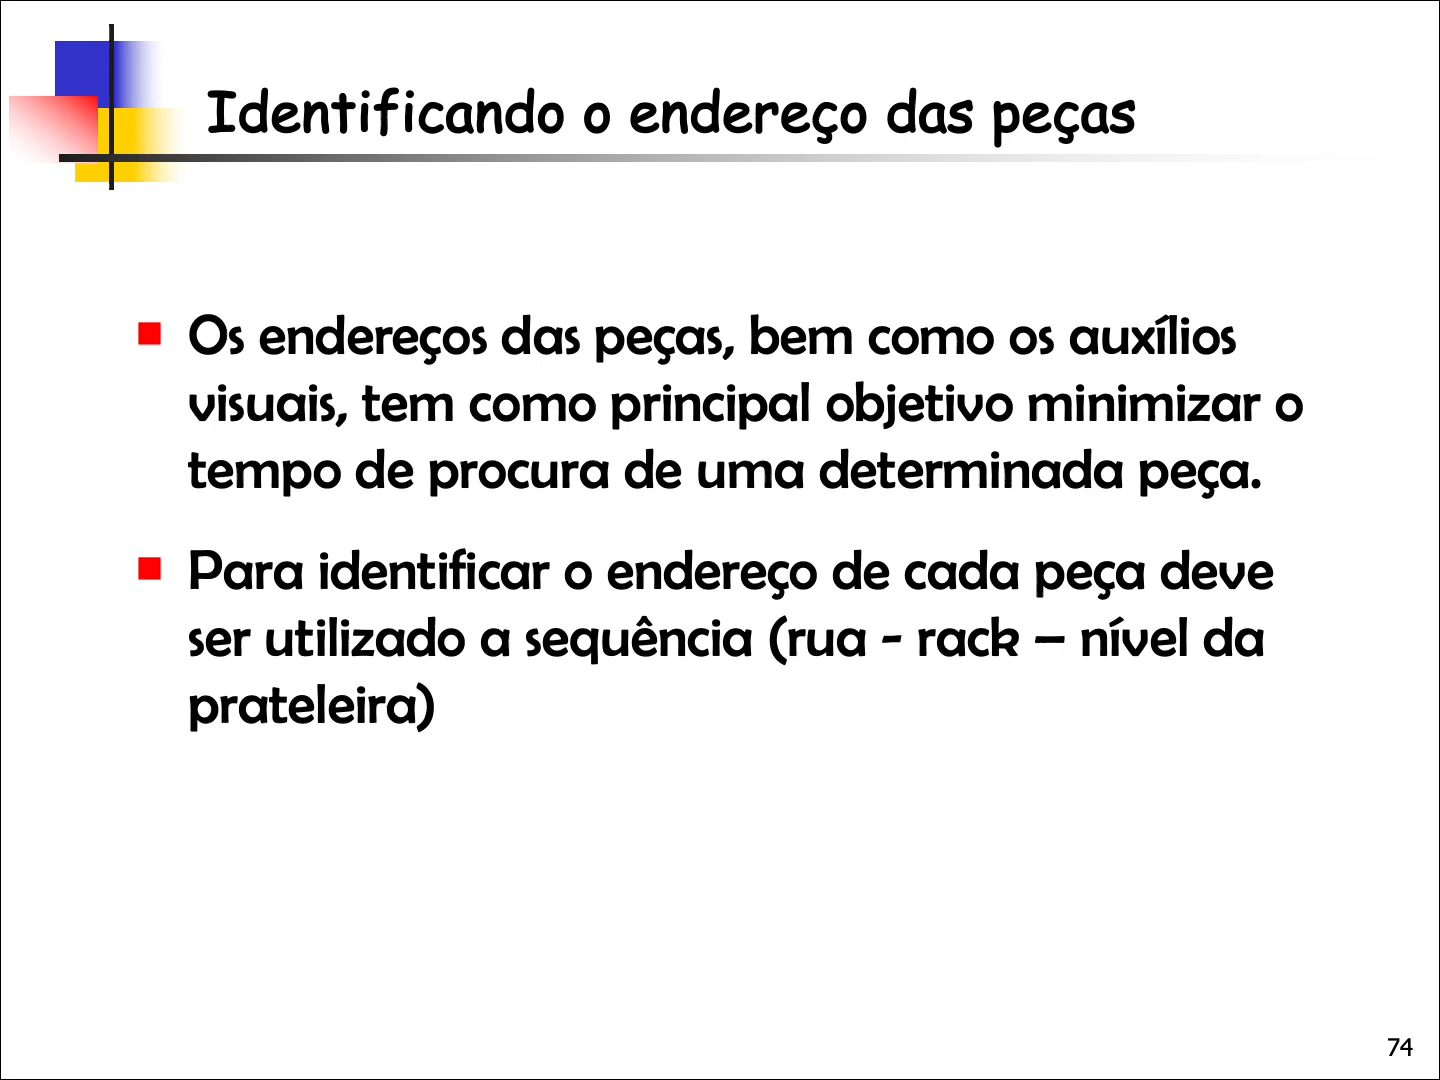 Identificando o endereço das peças
Os endereços das peças, bem como os auxílios
visuais, tem como principal objetivo minimizar o
tempo de procura de uma determinada peça.
Para identificar o endereço de cada peça deve
ser utilizado a sequência (rua - rack – nível da
prateleira)
74